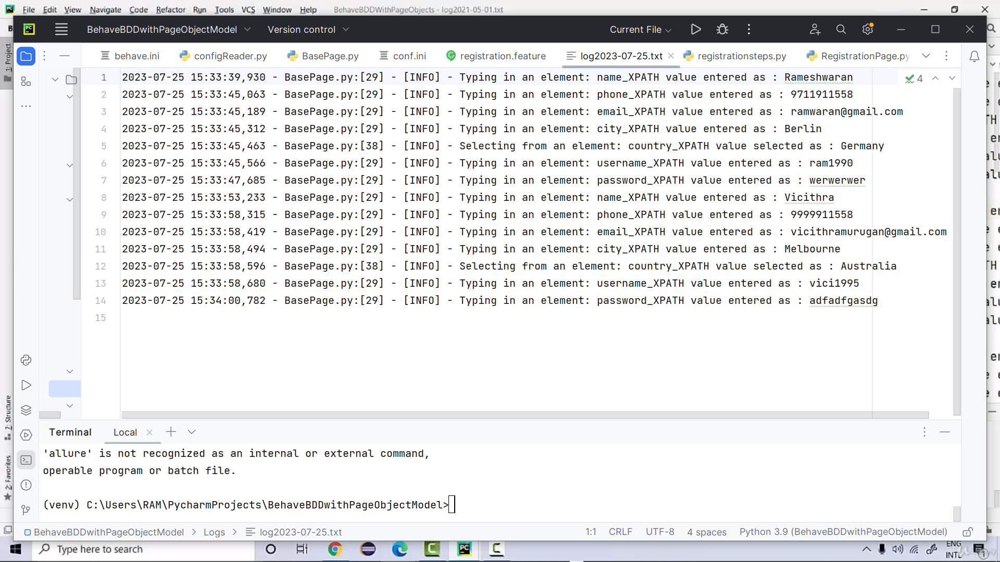 File Edit View Navigate Code Refactor Run Tools VCS Window Help BehaveBDDWithPageObjects - log2021-05-01.txt
PC BehaveBDDwithPageObjectModel Version control Current File
behave.ini configReader.py BasePage.py conf.ini registration.feature log2023-07-25.txt registrationsteps.py RegistrationPage.py
1: Project
1 2023-07-25 15:33:39,930 - BasePage.py:[29] - [INFO] - Typing in an element: name_XPATH value entered as : Rameshwaran 4
2 2023-07-25 15:33:45,063 - BasePage.py:[29] - [INFO] - Typing in an element: phone_XPATH value entered as : 9711911558
3 2023-07-25 15:33:45,189 - BasePage.py:[29] - [INFO] - Typing in an element: email_XPATH value entered as : ramwaran@gmail.com
4 2023-07-25 15:33:45,312 - BasePage.py:[29] - [INFO] - Typing in an element: city_XPATH value entered as : Berlin
5 2023-07-25 15:33:45,463 - BasePage.py:[38] - [INFO] - Selecting from an element: country_XPATH value selected as : Germany
6 2023-07-25 15:33:45,566 - BasePage.py:[29] - [INFO] - Typing in an element: username_XPATH value entered as : ram1990
7 2023-07-25 15:33:47,685 - BasePage.py:[29] - [INFO] - Typing in an element: password_XPATH value entered as : werwerwer
8 2023-07-25 15:33:53,233 - BasePage.py:[29] - [INFO] - Typing in an element: name_XPATH value entered as : Vicithra
9 2023-07-25 15:33:58,315 - BasePage.py:[29] - [INFO] - Typing in an element: phone_XPATH value entered as : 9999911558
10 2023-07-25 15:33:58,419 - BasePage.py:[29] - [INFO] - Typing in an element: email_XPATH value entered as : vicithramurugan@gmail.com
11 2023-07-25 15:33:58,494 - BasePage.py:[29] - [INFO] - Typing in an element: city_XPATH value entered as : Melbourne
12 2023-07-25 15:33:58,596 - BasePage.py:[38] - [INFO] - Selecting from an element: country_XPATH value selected as : Australia
13 2023-07-25 15:33:58,680 - BasePage.py:[29] - [INFO] - Typing in an element: username_XPATH value entered as : vici1995
14 2023-07-25 15:34:00,782 - BasePage.py:[29] - [INFO] - Typing in an element: password_XPATH value entered as : adfadfgasdg
15
7: Structure
Terminal Local
'allure' is not recognized as an internal or external command,
operable program or batch file.
2: Favorites
(venv) C:\Users\RAM\PycharmProjects\BehaveBDDwithPageObjectModel>
BehaveBDDwithPageObjectModel > Logs > log2023-07-25.txt 1:1 CRLF UTF-8 4 spaces Python 3.9 (BehaveBDDwithPageObjectModel)
Type here to search ENG
INTL